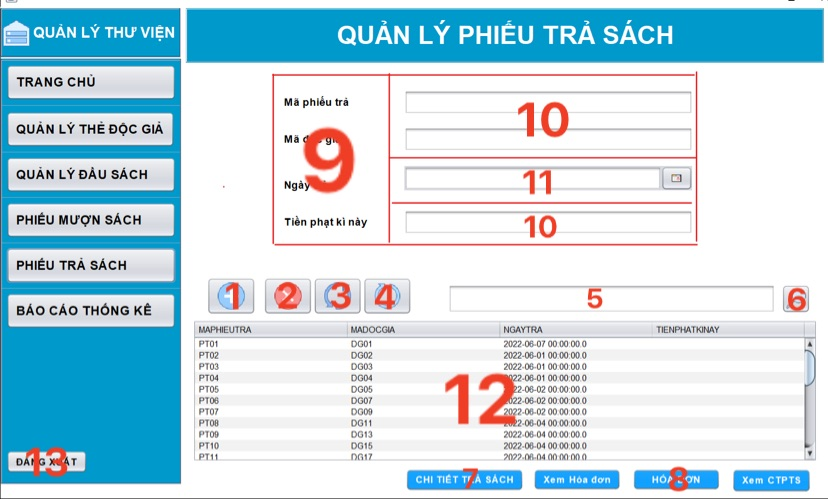 QUẢN LÝ THƯ VIỆN
QUẢN LÝ PHIẾU TRẢ SÁCH
TRANG CHỦ
QUẢN LÝ THẺ ĐỘC GIẢ
QUẢN LÝ ĐẦU SÁCH
PHIẾU MƯỢN SÁCH
PHIẾU TRẢ SÁCH
BÁO CÁO THỐNG KÊ
ĐĂNG XUẤT
13
Mã phiếu trả
10
Mã
9
Ngày
11
Tiền phạt kì này
10
1
2
3
4
5
6
MAPHIEUTRA MADOCGIA NGAYTRA TIENPHATKINAY
PT01 DG01 2022-06-07 00:00:00.0
PT02 DG02 2022-06-01 00:00:00.0
PT03 DG03 2022-06-01 00:00:00.0
PT04 DG04 2022-06-01 00:00:00.0
PT05 DG05 2022-06-02 00:00:00.0
PT06 DG07 2022-06-02 00:00:00.0
PT07 DG09 2022-06-02 00:00:00.0
PT08 DG11 2022-06-04 00:00:00.0
PT09 DG13 2022-06-04 00:00:00.0
PT10 DG15 2022-06-04 00:00:00.0
PT11 DG17 2022-06-04 00:00:00.0
12
CHI TIẾT TRẢ SÁCH
7
Xem Hóa đơn
HÓA ĐƠN
8
Xem CTPTS